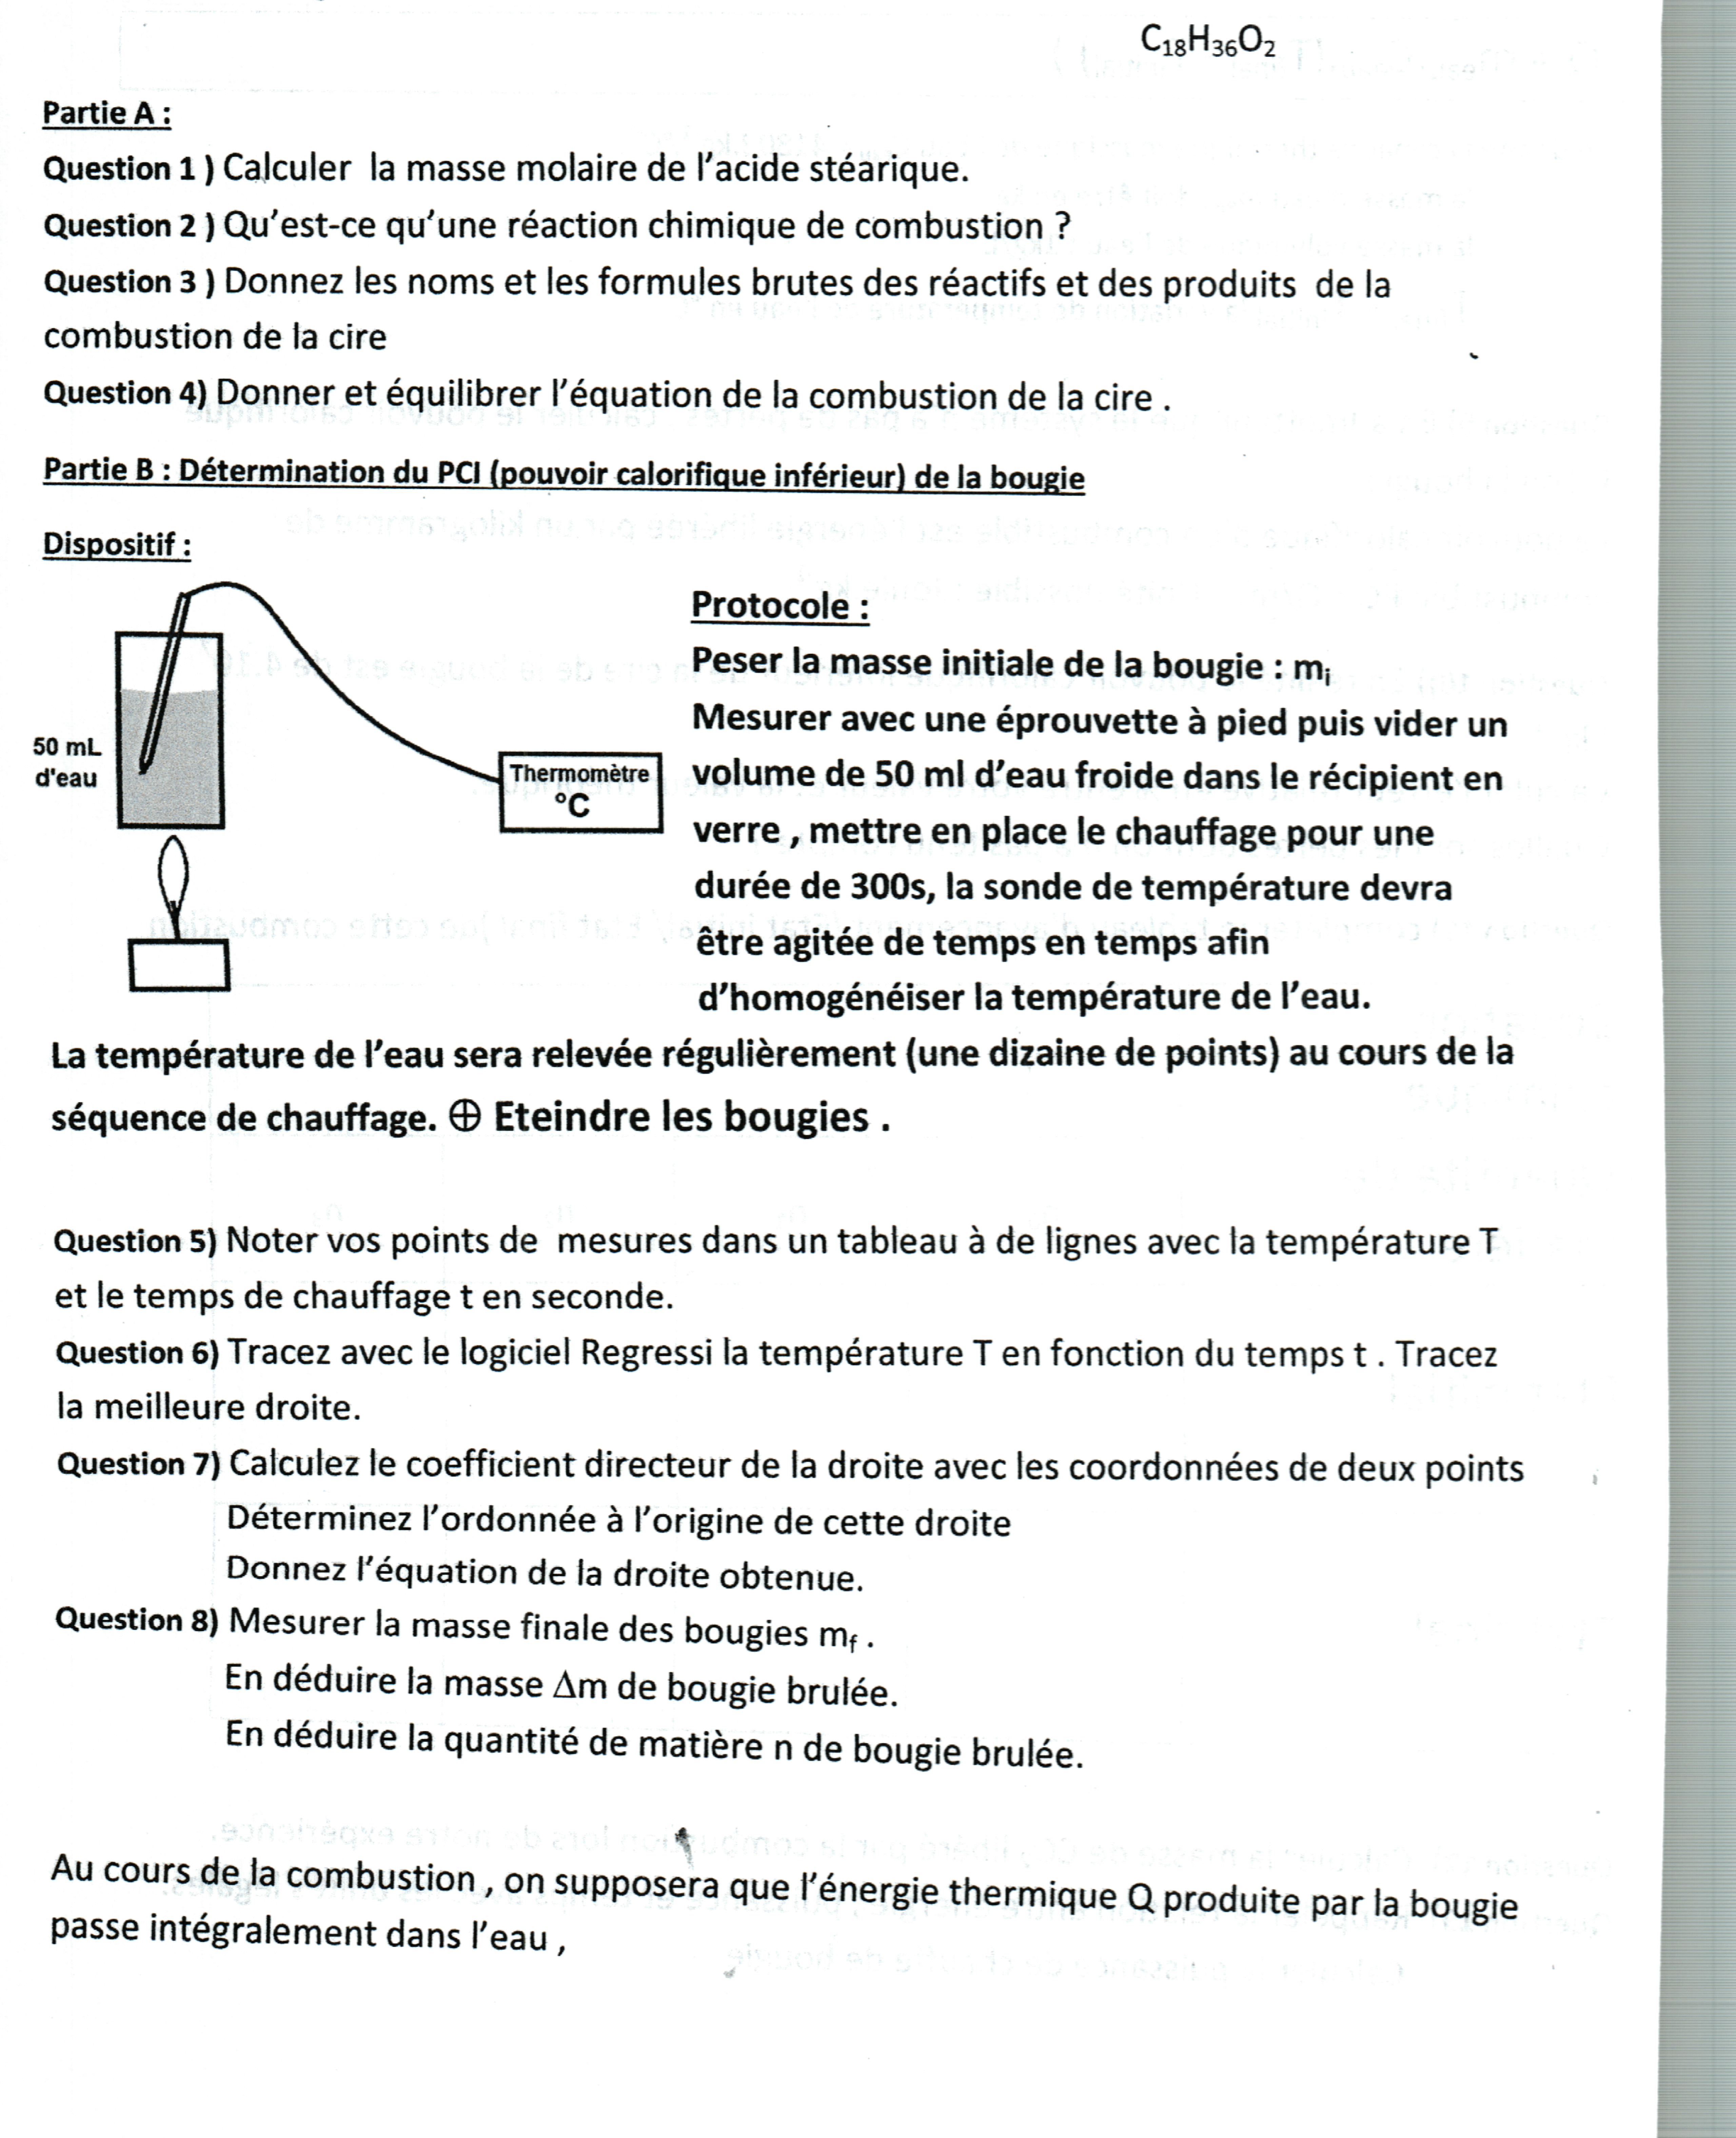 C₁₈H₃₆O₂
Partie A :
Question 1 ) Calculer la masse molaire de l'acide stéarique.
Question 2 ) Qu'est-ce qu'une réaction chimique de combustion ?
Question 3 ) Donnez les noms et les formules brutes des réactifs et des produits de la
combustion de la cire
Question 4) Donner et équilibrer l'équation de la combustion de la cire .
Partie B : Détermination du PCI (pouvoir calorifique inférieur) de la bougie
Dispositif :
50 mL
d'eau
Thermomètre
°C
Protocole :
Peser la masse initiale de la bougie : mᵢ
Mesurer avec une éprouvette à pied puis vider un
volume de 50 ml d'eau froide dans le récipient en
verre , mettre en place le chauffage pour une
durée de 300s, la sonde de température devra
être agitée de temps en temps afin
d'homogénéiser la température de l'eau.
La température de l'eau sera relevée régulièrement (une dizaine de points) au cours de la
séquence de chauffage. ⊕ Eteindre les bougies .
Question 5) Noter vos points de mesures dans un tableau à de lignes avec la température T
et le temps de chauffage t en seconde.
Question 6) Tracez avec le logiciel Regressi la température T en fonction du temps t . Tracez
la meilleure droite.
Question 7) Calculez le coefficient directeur de la droite avec les coordonnées de deux points
Déterminez l'ordonnée à l'origine de cette droite
Donnez l'équation de la droite obtenue.
Question 8) Mesurer la masse finale des bougies m_f .
En déduire la masse Δm de bougie brulée.
En déduire la quantité de matière n de bougie brulée.
Au cours de la combustion , on supposera que l'énergie thermique Q produite par la bougie
passe intégralement dans l'eau ,